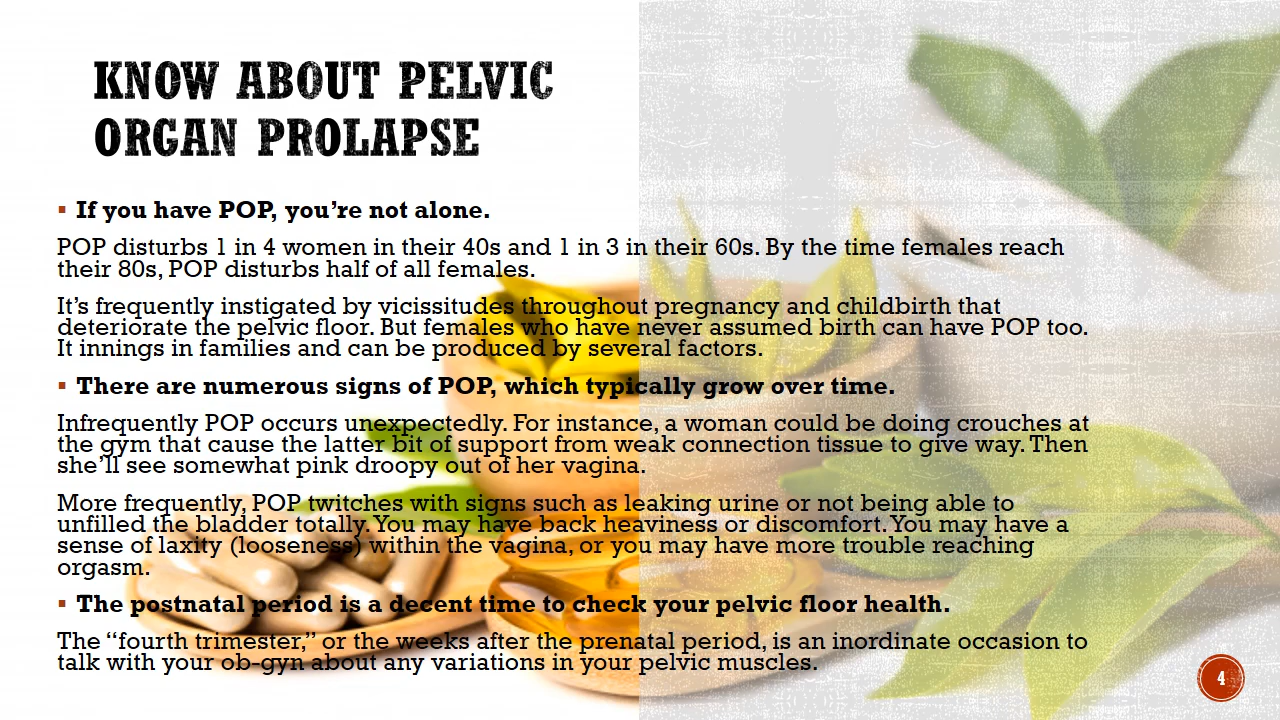 KNOW ABOUT PELVIC
ORGAN PROLAPSE
▪ If you have POP, you’re not alone.
POP disturbs 1 in 4 women in their 40s and 1 in 3 in their 60s. By the time females reach
their 80s, POP disturbs half of all females.
It’s frequently instigated by vicissitudes throughout pregnancy and childbirth that
deteriorate the pelvic floor. But females who have never assumed birth can have POP too.
It innings in families and can be produced by several factors.
▪ There are numerous signs of POP, which typically grow over time.
Infrequently POP occurs unexpectedly. For instance, a woman could be doing crouches at
the gym that cause the latter bit of support from weak connection tissue to give way. Then
she’ll see somewhat pink droopy out of her vagina.
More frequently, POP twitches with signs such as leaking urine or not being able to
unfilled the bladder totally. You may have back heaviness or discomfort. You may have a
sense of laxity (looseness) within the vagina, or you may have more trouble reaching
orgasm.
▪ The postnatal period is a decent time to check your pelvic floor health.
The “fourth trimester,” or the weeks after the prenatal period, is an inordinate occasion to
talk with your ob-gyn about any variations in your pelvic muscles.
4